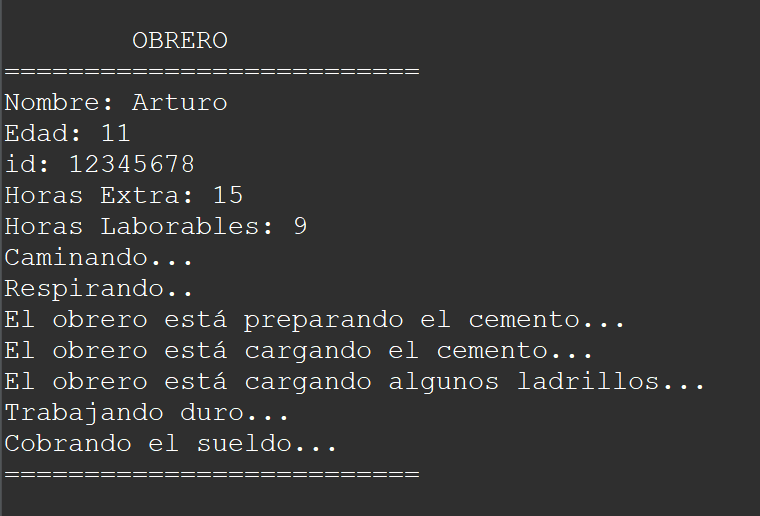 OBRERO
==========================
Nombre: Arturo
Edad: 11
id: 12345678
Horas Extra: 15
Horas Laborables: 9
Caminando...
Respirando..
El obrero está preparando el cemento...
El obrero está cargando el cemento...
El obrero está cargando algunos ladrillos...
Trabajando duro...
Cobrando el sueldo...
==========================